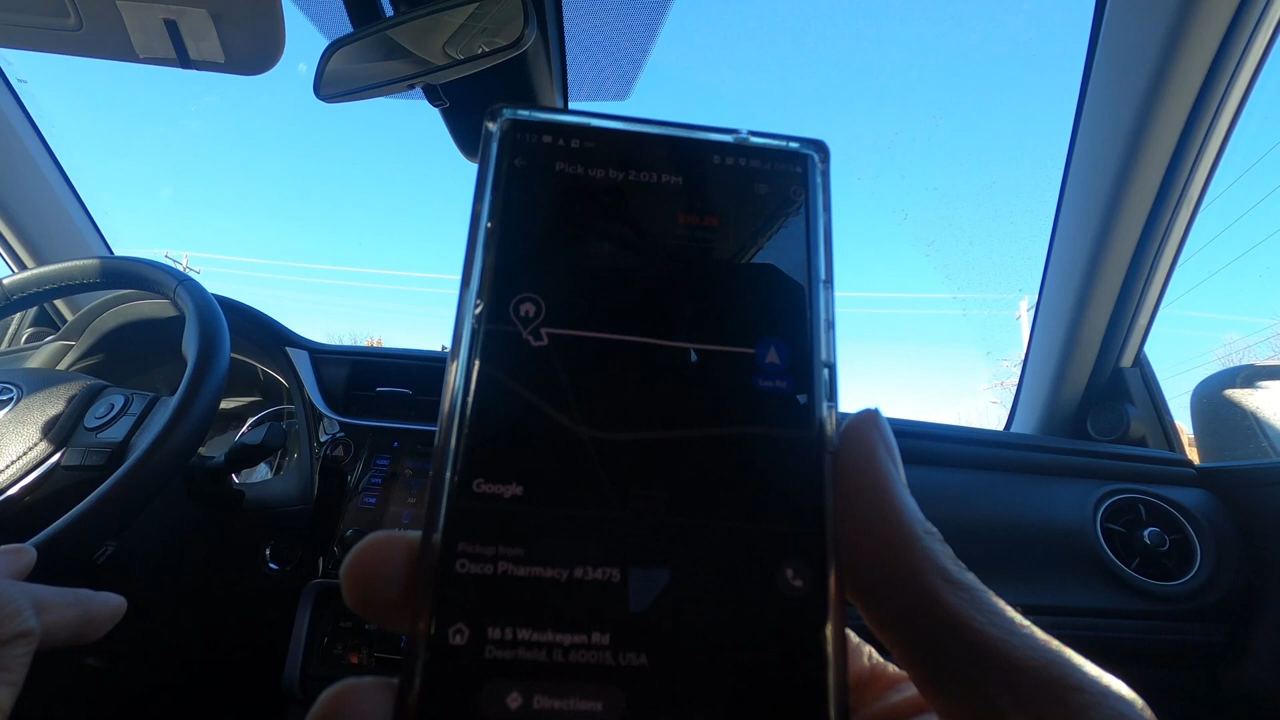 Pick up by 2:03 PM
Google
Pickup from
Osco Pharmacy #3475
16 S Waukegan Rd
Deerfield, IL 60015, USA
Directions